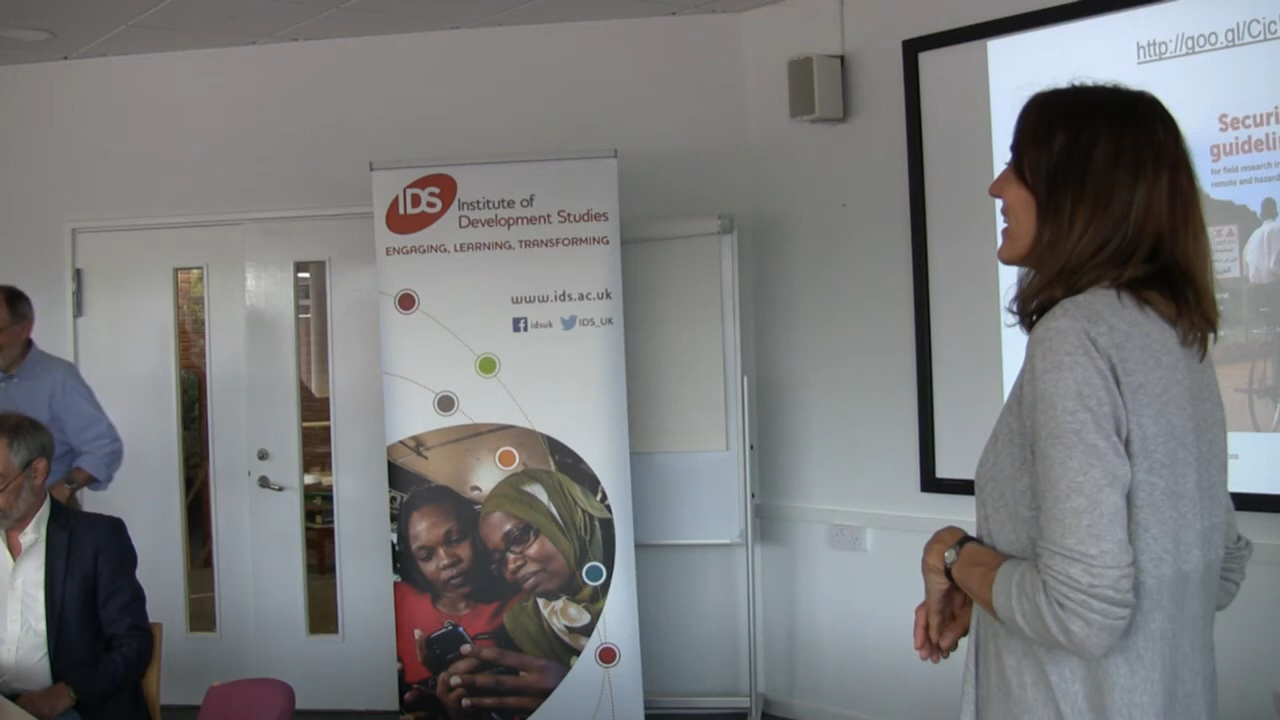 IDS Institute of
Development Studies
ENGAGING, LEARNING, TRANSFORMING
www.ids.ac.uk
idsuk IDS_UK
http://goo.gl/Cjc
Securi
guideli
for field research in
remote and hazard